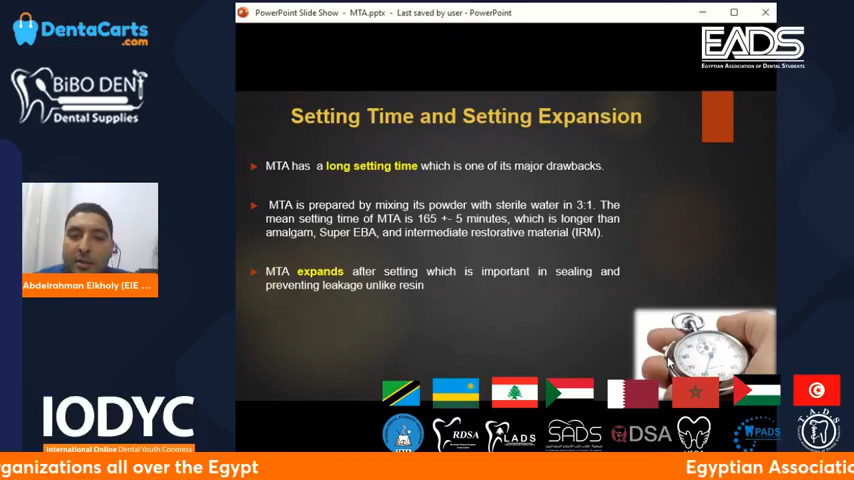 PowerPoint Slide Show - MTA.pptx - Last saved by user - PowerPoint
DentaCarts
.com
BiBO DENT
Dental Supplies
EADS
EGYPTIAN ASSOCIATION OF DENTAL STUDENTS
Setting Time and Setting Expansion
MTA has a long setting time which is one of its major drawbacks.
MTA is prepared by mixing its powder with sterile water in 3:1. The
mean setting time of MTA is 165 +- 5 minutes, which is longer than
amalgam, Super EBA, and intermediate restorative material (IRM).
MTA expands after setting which is important in sealing and
preventing leakage unlike resin
Abdelrahman Elkholy (EIE ...
IODYC
International Online Dental Youth Congress
RDSA
LADS
SADS
QDSA
PADS
TADS
rganizations all over the Egypt
Egyptian Associatio